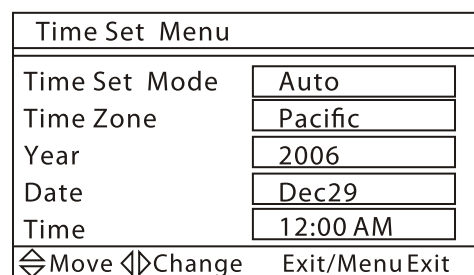 Time Set Menu
Time Set Mode Auto
Time Zone Pacific
Year 2006
Date Dec29
Time 12:00 AM
Move Change Exit/Menu Exit